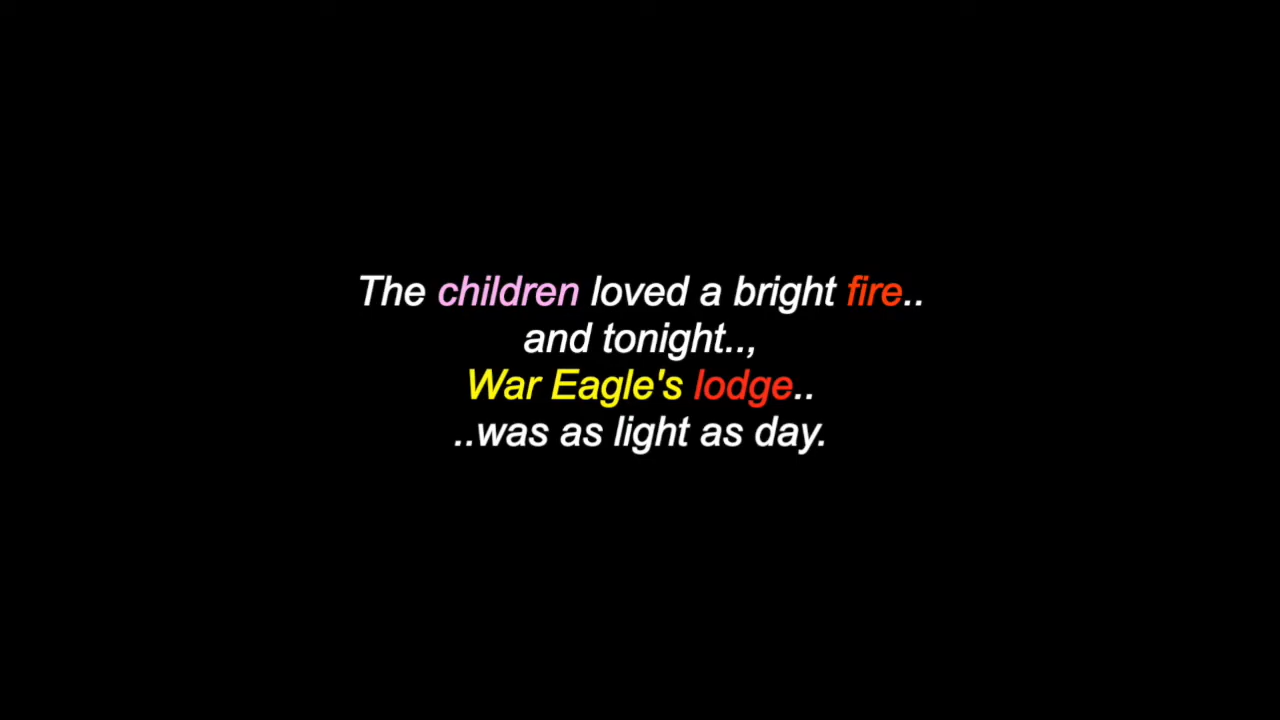 The children loved a bright fire..
and tonight..,
War Eagle's lodge..
..was as light as day.